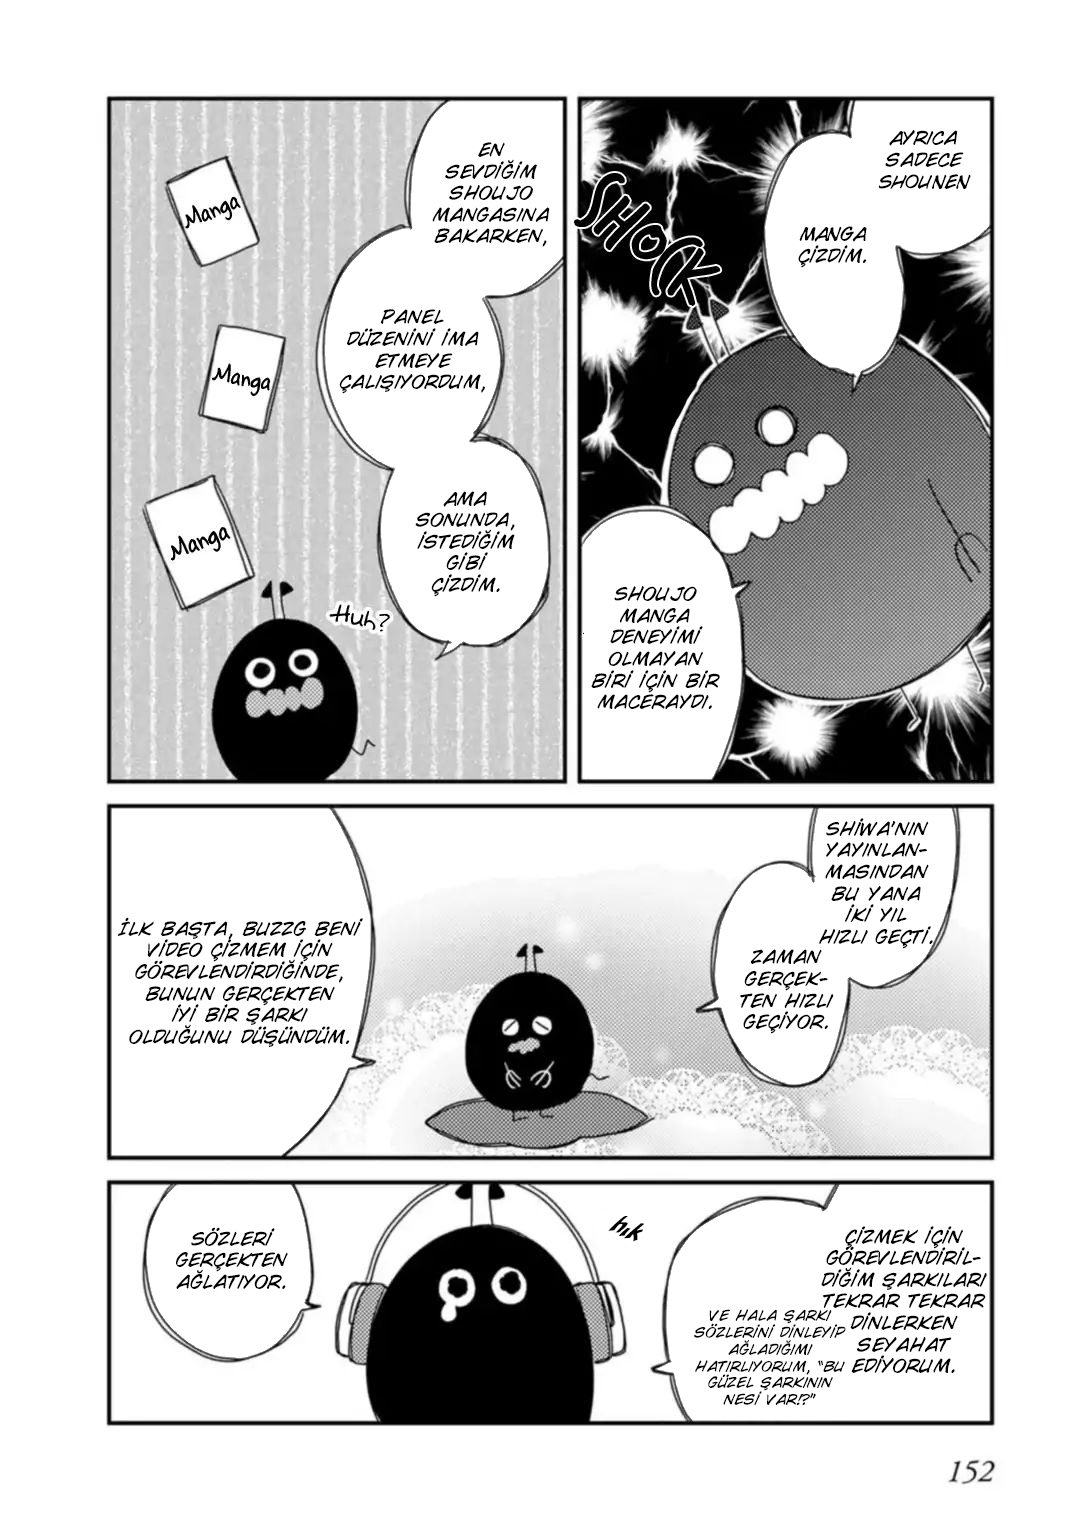 AYRICA
SADECE
SHOUNEN
MANGA
ÇİZDİM.
SHOCK
SHOUJO
MANGA
DENEYİMİ
OLMAYAN
BİRİ İÇİN BİR
MACERAYDI.
EN
SEVDİĞİM
SHOUJO
MANGASINA
BAKARKEN,
PANEL
DÜZENİNİ İMA
ETMEYE
ÇALIŞIYORDUM,
AMA
SONUNDA,
İSTEDİĞİM
GİBİ
ÇİZDİM.
Manga
Manga
Manga
Huh?
SHİWA'NIN
YAYINLAN-
MASINDAN
BU YANA
İKİ YIL
HIZLI GEÇTİ.
ZAMAN
GERÇEK-
TEN HIZLI
GEÇİYOR.
İLK BAŞTA, BUZZG BENİ
VİDEO ÇİZMEM İÇİN
GÖREVLENDİRDİĞİNDE,
BUNUN GERÇEKTEN
İYİ BİR ŞARKI
OLDUĞUNU DÜŞÜNDÜM.
ÇİZMEK İÇİN
GÖREVLENDİRİL-
DİĞİM ŞARKILARI
TEKRAR TEKRAR
DİNLERKEN
SEYAHAT
EDİYORUM.
VE HALA ŞARKI
SÖZLERİNİ DİNLEYİP
AĞLADIĞIMI
HATIRLIYORUM, "BU
GÜZEL ŞARKININ
NESİ VAR!?"
hık
SÖZLERİ
GERÇEKTEN
AĞLATIYOR.
152